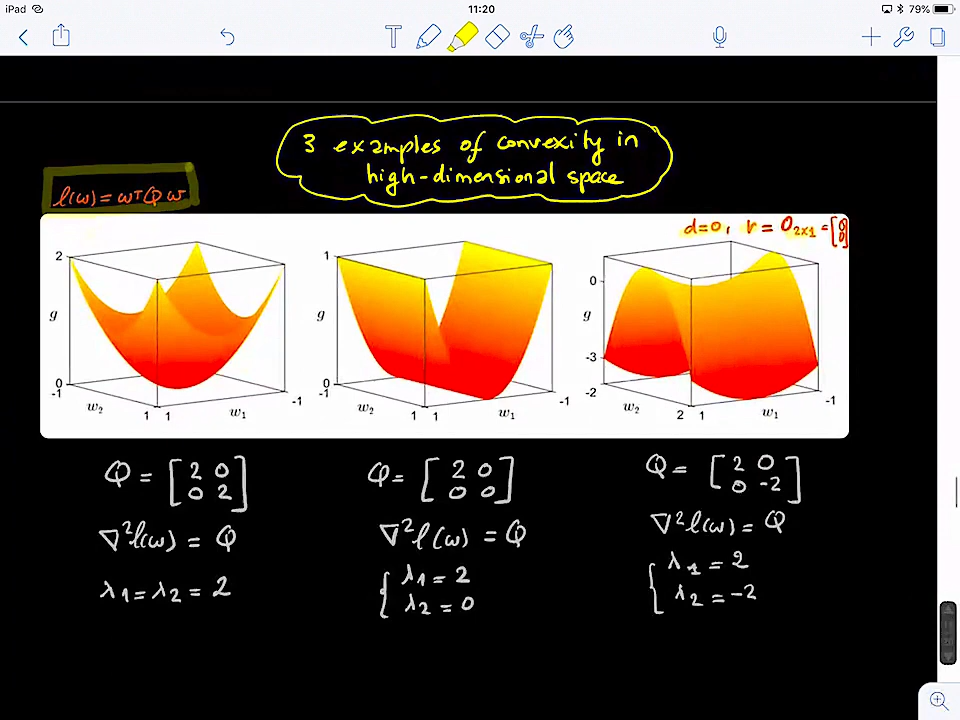 iPad 11:20 79%
T
3 examples of convexity in
high-dimensional space
l(w) = wᵀQ w
d=0, r = 0₂ₓ₁ = [0 0]
2
g
0
-1
w₂
1 1
w₁
-1
1
g
0
-1
w₂
1 1
w₁
-1
0
g
-3
-2
w₂
2 1
w₁
-1
Q = [2 0
0 2]
∇²l(w) = Q
λ₁ = λ₂ = 2
Q = [2 0
0 0]
∇²l(w) = Q
{ λ₁ = 2
λ₂ = 0
Q = [2 0
0 -2]
∇²l(w) = Q
{ λ₁ = 2
λ₂ = -2